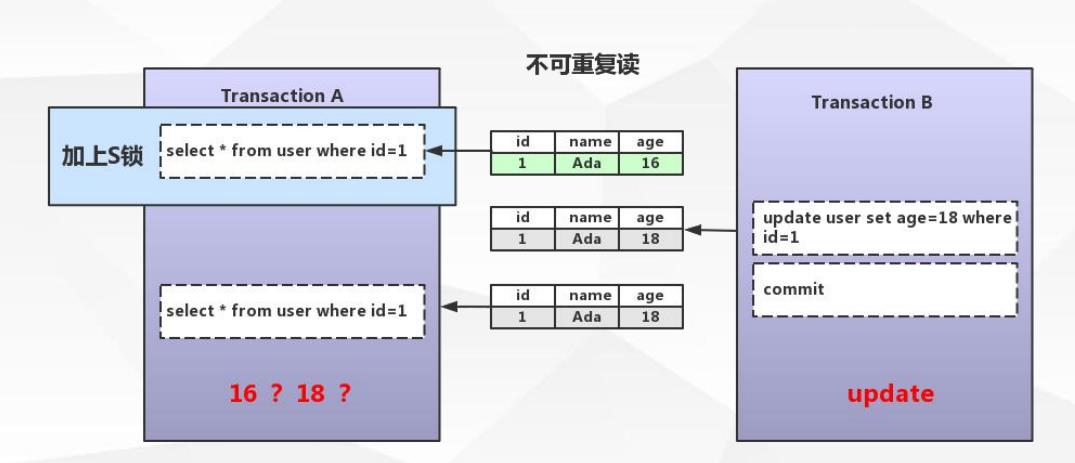 不可重复读
Transaction A
加上S锁
select * from user where id=1
id name age
1 Ada 16
Transaction B
id name age
1 Ada 18
update user set age=18 where
id=1
commit
select * from user where id=1
id name age
1 Ada 18
16 ? 18 ?
update